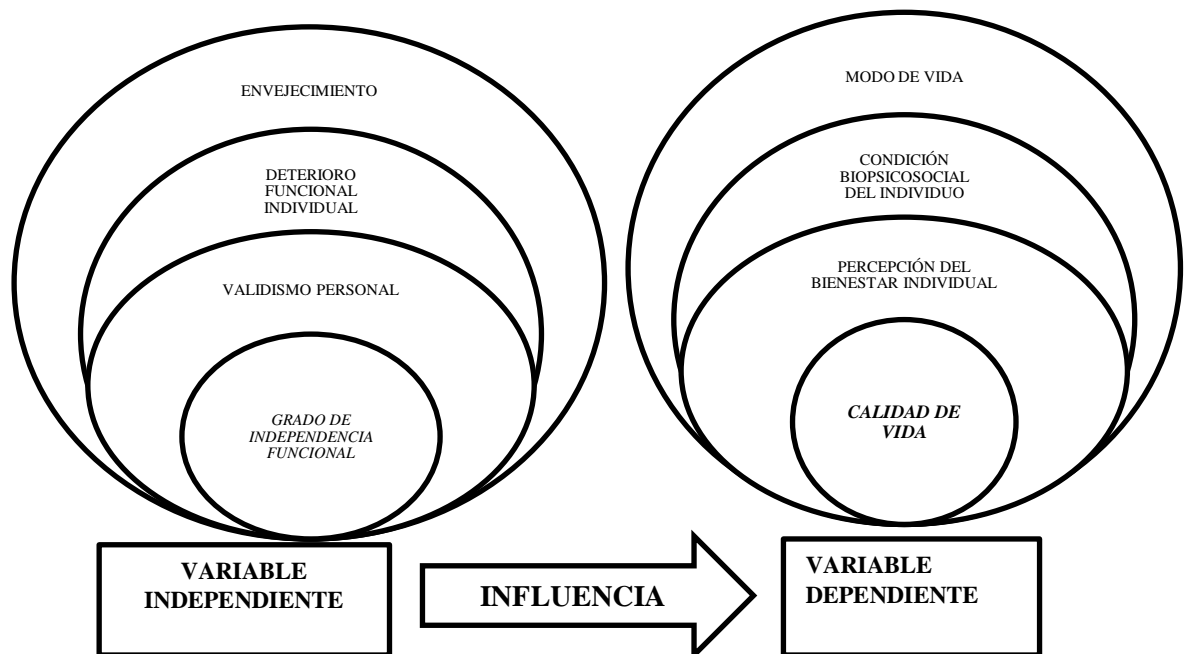 ENVEJECIMIENTO
DETERIORO
FUNCIONAL
INDIVIDUAL
VALIDISMO PERSONAL
GRADO DE
INDEPENDENCIA
FUNCIONAL
VARIABLE
INDEPENDIENTE
INFLUENCIA
MODO DE VIDA
CONDICIÓN
BIOPSICOSOCIAL
DEL INDIVIDUO
PERCEPCIÓN DEL
BIENESTAR INDIVIDUAL
CALIDAD DE
VIDA
VARIABLE
DEPENDIENTE